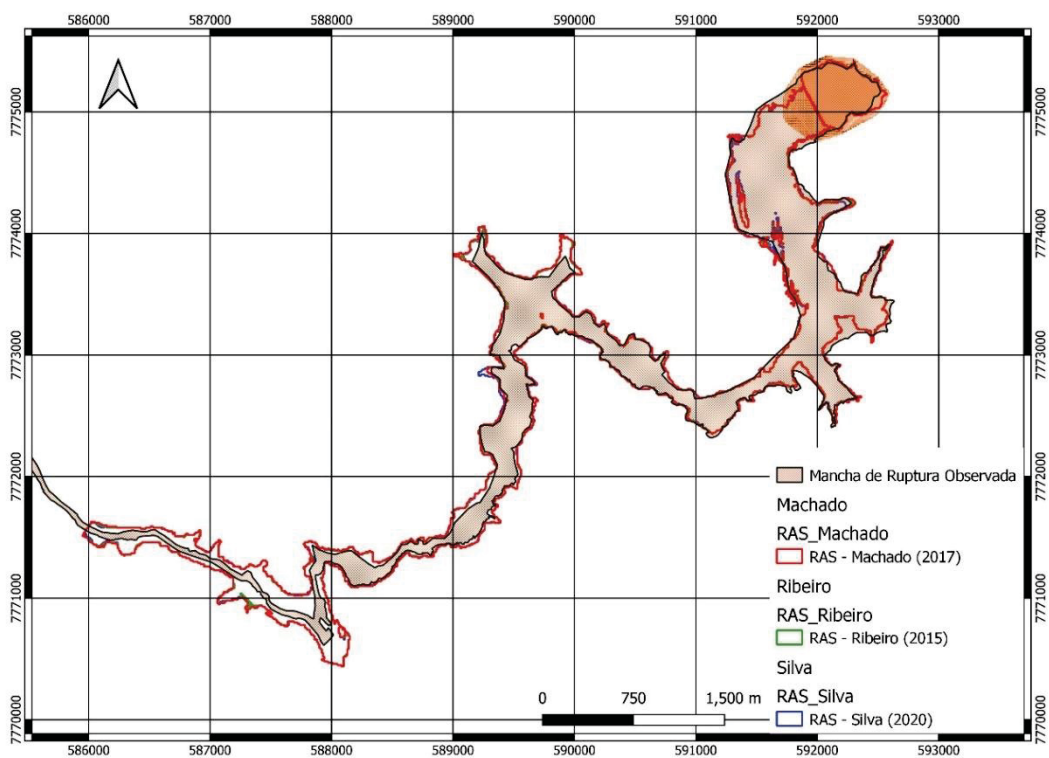 586000 587000 588000 589000 590000 591000 592000 593000
7775000 7775000
7774000 7774000
7773000 7773000
7772000 7772000
7771000 7771000
7770000 7770000
Mancha de Ruptura Observada
Machado
RAS_Machado
RAS - Machado (2017)
Ribeiro
RAS_Ribeiro
RAS - Ribeiro (2015)
Silva
RAS_Silva
RAS - Silva (2020)
0 750 1,500 m
586000 587000 588000 589000 590000 591000 592000 593000